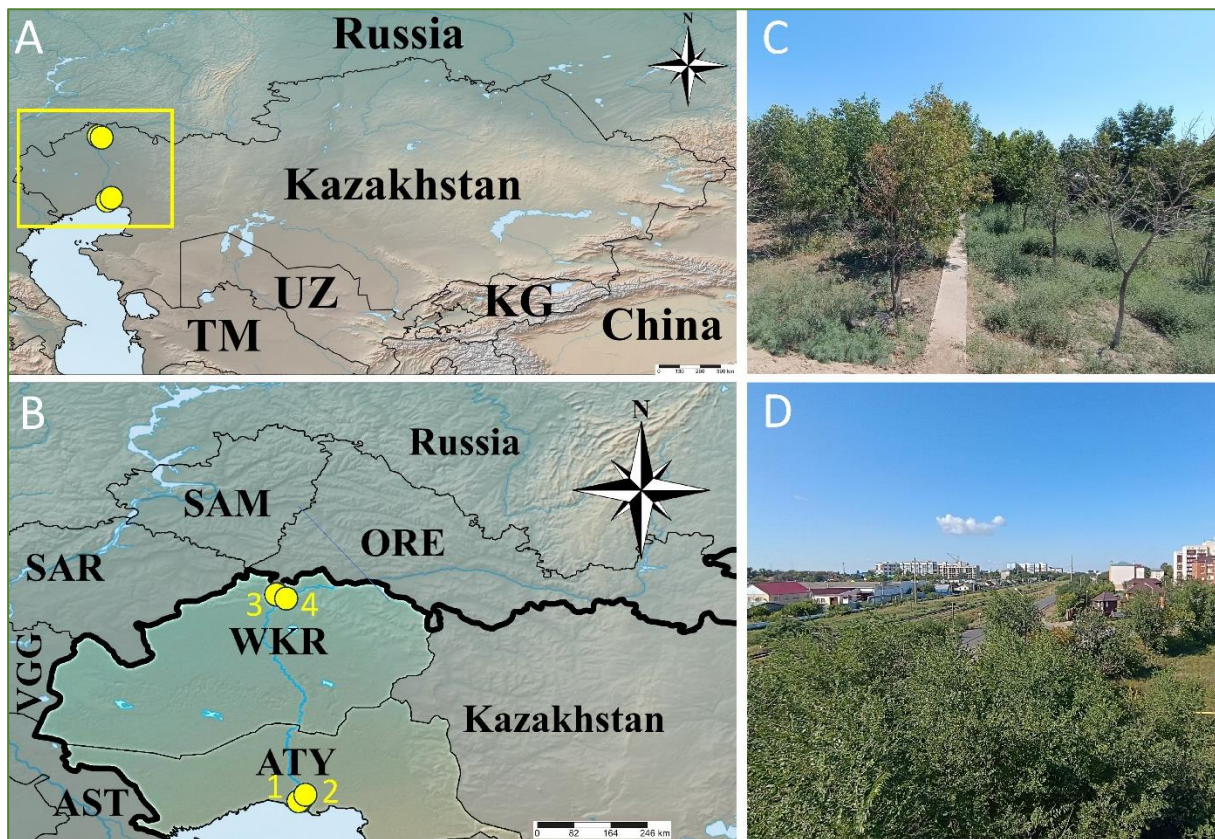 A
Russia
N
Kazakhstan
UZ
KG
TM
China
B
N
Russia
SAM
ORE
SAR
3
4
WKR
VGG
Kazakhstan
ATY
1
2
AST
0 82 164 246 km
C
D